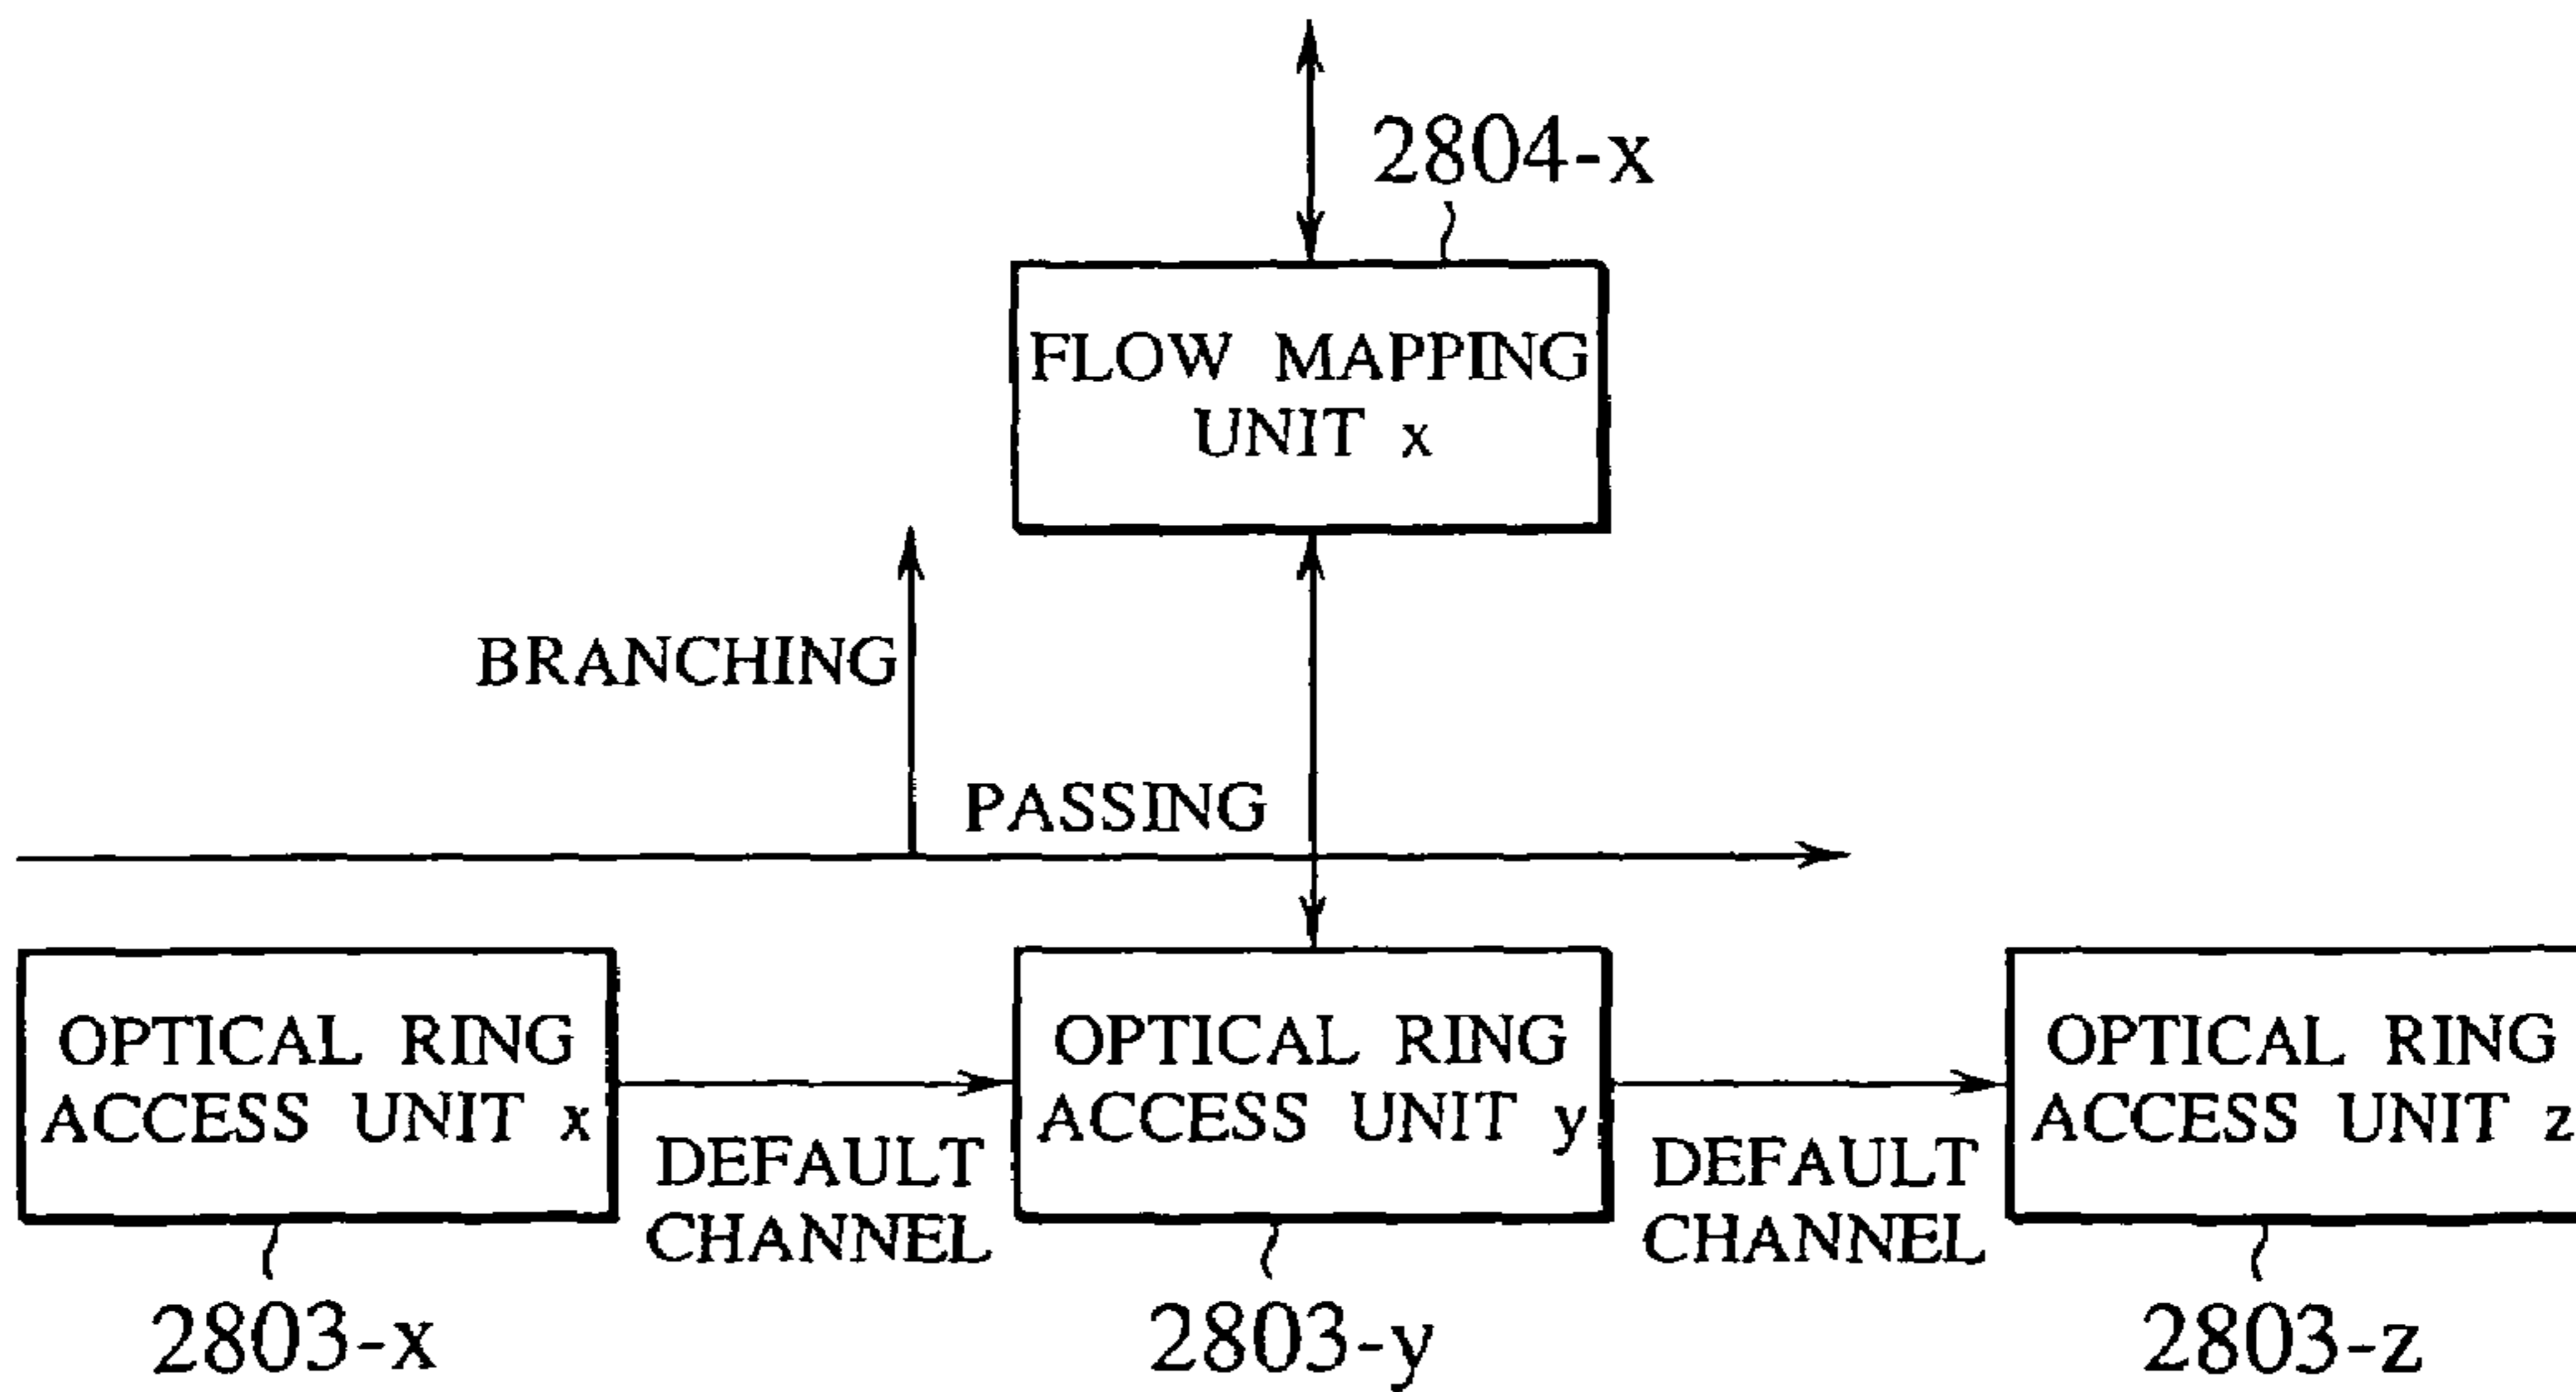 2804-x
FLOW MAPPING
UNIT x
BRANCHING
PASSING
OPTICAL RING
ACCESS UNIT x
DEFAULT
CHANNEL
OPTICAL RING
ACCESS UNIT y
DEFAULT
CHANNEL
OPTICAL RING
ACCESS UNIT z
2803-x
2803-y
2803-z